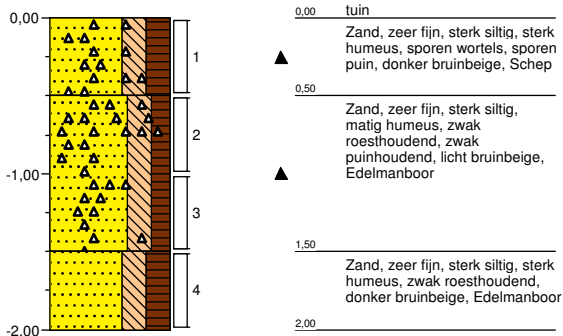 0,00
1
2
-1,00
3
4
-2,00
0,00 tuin
Zand, zeer fijn, sterk siltig, sterk
humeus, sporen wortels, sporen
puin, donker bruinbeige, Schep
0,50
Zand, zeer fijn, sterk siltig,
matig humeus, zwak
roesthoudend, zwak
puinhoudend, licht bruinbeige,
Edelmanboor
1,50
Zand, zeer fijn, sterk siltig, sterk
humeus, zwak roesthoudend,
donker bruinbeige, Edelmanboor
2,00